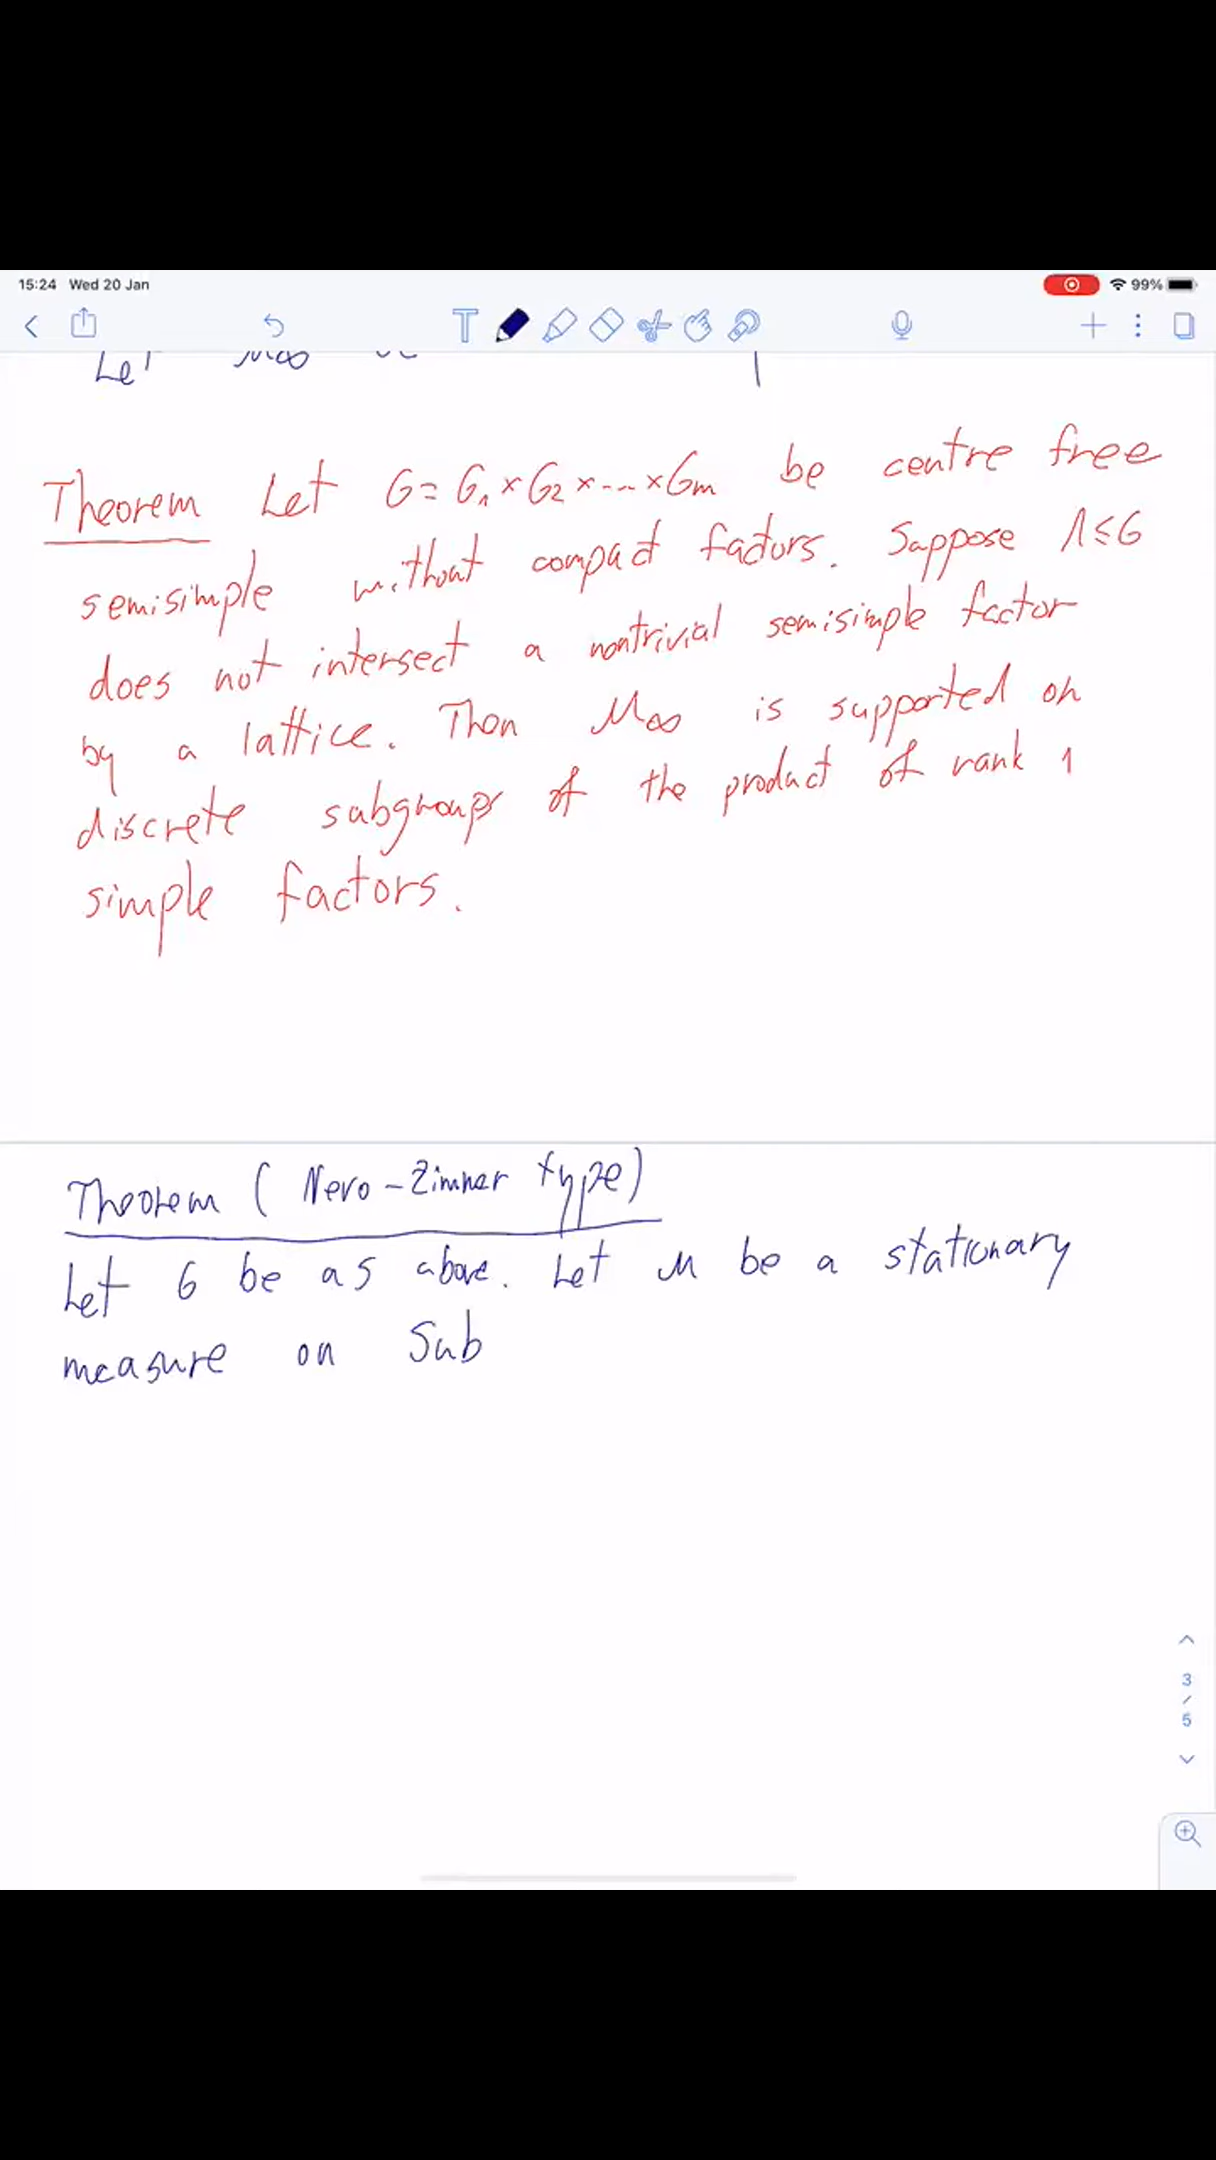 15:24 Wed 20 Jan
99%
Let μ∞
Theorem Let G = G₁ × G₂ × ... × Gm be centre free
semisimple without compact factors. Suppose Λ ≤ G
does not intersect a nontrivial semisimple factor
by a lattice. Then μ∞ is supported on
discrete subgroups of the product of rank 1
simple factors.
Theorem (Nevo-Zimmer type)
Let G be as above. Let μ be a stationary
measure on Sub
3
/
5